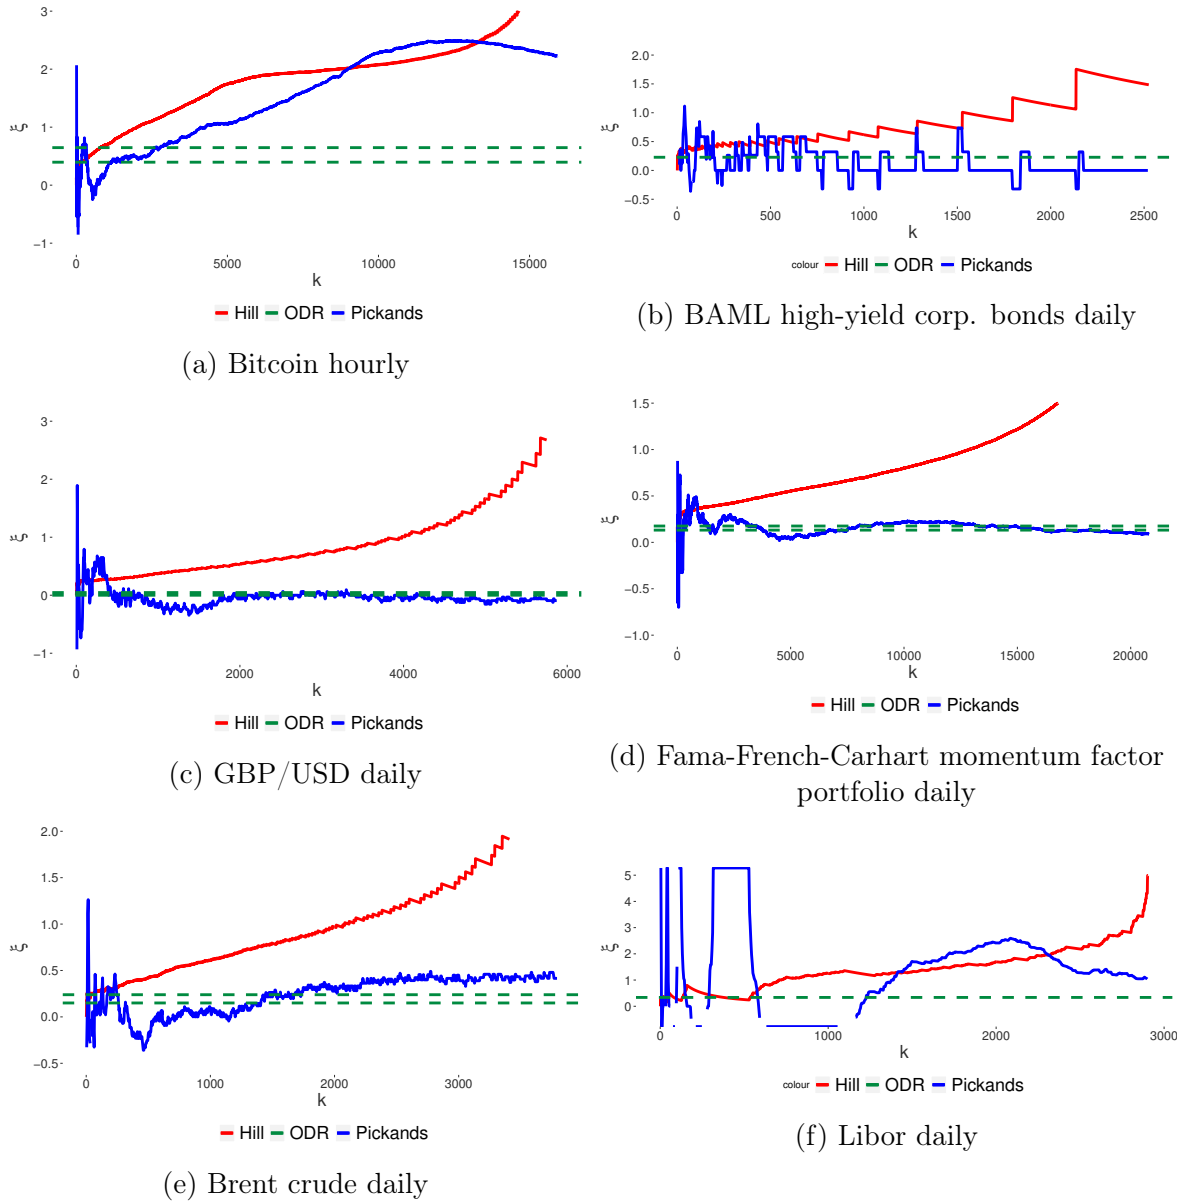 3
2
1
0
−1
ξ
0 5000 10000 15000
k
Hill ODR Pickands
(a) Bitcoin hourly
2.0
1.5
1.0
0.5
0.0
−0.5
ξ
0 500 1000 1500 2000 2500
k
colour Hill ODR Pickands
(b) BAML high-yield corp. bonds daily
3
2
1
0
−1
ξ
0 2000 4000 6000
k
Hill ODR Pickands
(c) GBP/USD daily
1.5
1.0
0.5
0.0
−0.5
−1.0
ξ
0 5000 10000 15000 20000
k
Hill ODR Pickands
(d) Fama-French-Carhart momentum factor
portfolio daily
2.0
1.5
1.0
0.5
0.0
−0.5
ξ
0 1000 2000 3000
k
Hill ODR Pickands
(e) Brent crude daily
5
4
3
2
1
0
ξ
0 1000 2000 3000
k
colour Hill ODR Pickands
(f) Libor daily